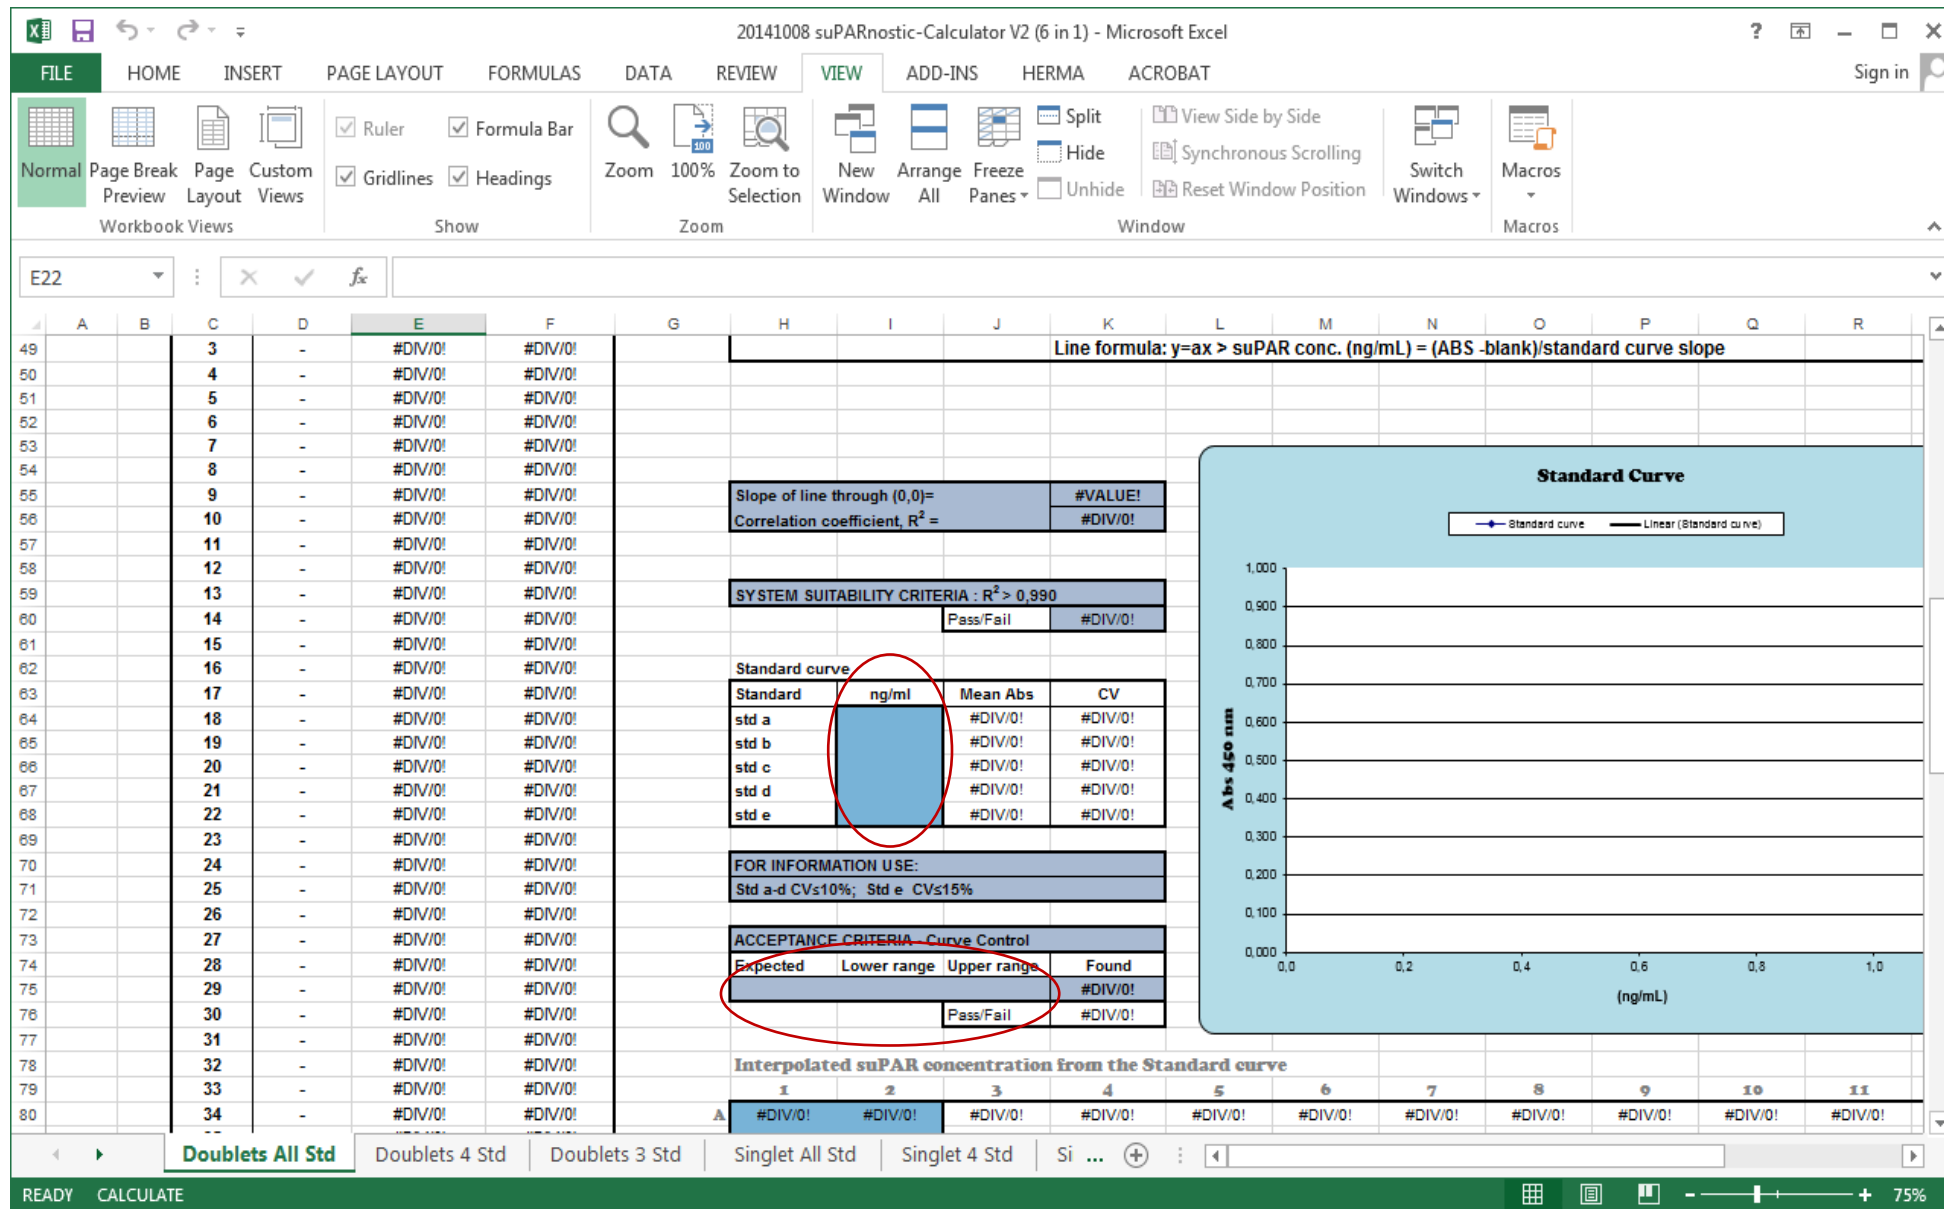 20141008 suPARnostic-Calculator V2 (6 in 1) - Microsoft Excel
FILE HOME INSERT PAGE LAYOUT FORMULAS DATA REVIEW VIEW ADD-INS HERMA ACROBAT Sign in
Normal Page Break Preview Page Layout Custom Views
Ruler Formula Bar
Gridlines Headings
Zoom 100% Zoom to Selection
New Window Arrange All Freeze Panes
Split
Hide
Unhide
View Side by Side
Synchronous Scrolling
Reset Window Position
Switch Windows
Macros
Workbook Views Show Zoom Window Macros
E22 fx
A B C D E F G H I J K L M N O P Q R
49 3 - #DIV/0! #DIV/0! Line formula: y=ax > suPAR conc. (ng/mL) = (ABS -blank)/standard curve slope
50 4 - #DIV/0! #DIV/0!
51 5 - #DIV/0! #DIV/0!
52 6 - #DIV/0! #DIV/0!
53 7 - #DIV/0! #DIV/0!
54 8 - #DIV/0! #DIV/0!
55 9 - #DIV/0! #DIV/0! Slope of line through (0,0)= #VALUE!
56 10 - #DIV/0! #DIV/0! Correlation coefficient, R² = #DIV/0!
57 11 - #DIV/0! #DIV/0!
58 12 - #DIV/0! #DIV/0!
59 13 - #DIV/0! #DIV/0! SYSTEM SUITABILITY CRITERIA : R² > 0,990
60 14 - #DIV/0! #DIV/0! Pass/Fail #DIV/0!
61 15 - #DIV/0! #DIV/0!
62 16 - #DIV/0! #DIV/0! Standard curve
63 17 - #DIV/0! #DIV/0! Standard ng/ml Mean Abs CV
64 18 - #DIV/0! #DIV/0! std a #DIV/0! #DIV/0!
65 19 - #DIV/0! #DIV/0! std b #DIV/0! #DIV/0!
66 20 - #DIV/0! #DIV/0! std c #DIV/0! #DIV/0!
67 21 - #DIV/0! #DIV/0! std d #DIV/0! #DIV/0!
68 22 - #DIV/0! #DIV/0! std e #DIV/0! #DIV/0!
69 23 - #DIV/0! #DIV/0!
70 24 - #DIV/0! #DIV/0! FOR INFORMATION USE:
71 25 - #DIV/0! #DIV/0! Std a-d CV≤10%; Std e CV≤15%
72 26 - #DIV/0! #DIV/0!
73 27 - #DIV/0! #DIV/0! ACCEPTANCE CRITERIA - Curve Control
74 28 - #DIV/0! #DIV/0! Expected Lower range Upper range Found
75 29 - #DIV/0! #DIV/0! #DIV/0!
76 30 - #DIV/0! #DIV/0! Pass/Fail #DIV/0!
77 31 - #DIV/0! #DIV/0!
78 32 - #DIV/0! #DIV/0! Interpolated suPAR concentration from the Standard curve
79 33 - #DIV/0! #DIV/0! 1 2 3 4 5 6 7 8 9 10 11
80 34 - #DIV/0! #DIV/0! A #DIV/0! #DIV/0! #DIV/0! #DIV/0! #DIV/0! #DIV/0! #DIV/0! #DIV/0! #DIV/0! #DIV/0! #DIV/0!
Standard Curve
Standard curve Linear (Standard curve)
1,000
0,900
0,800
0,700
0,600
0,500
0,400
0,300
0,200
0,100
0,000
Abs 450 nm
0,0 0,2 0,4 0,6 0,8 1,0
(ng/mL)
Doublets All Std Doublets 4 Std Doublets 3 Std Singlet All Std Singlet 4 Std Si ...
READY CALCULATE 75%